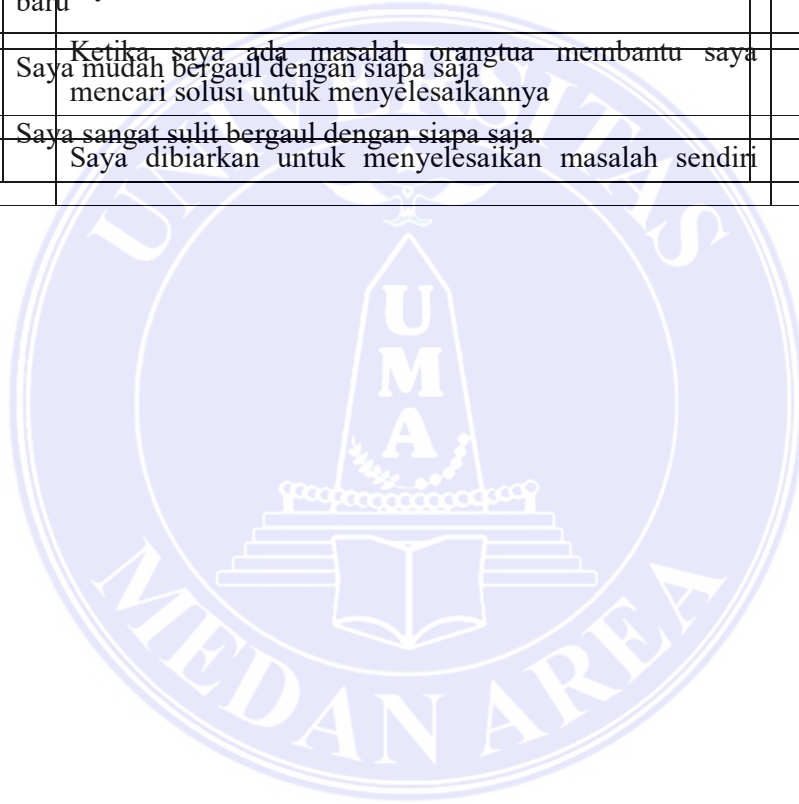 baru
Ketika saya ada masalah orangtua membantu saya
Saya mudah bergaul dengan siapa saja
mencari solusi untuk menyelesaikannya
Saya sangat sulit bergaul dengan siapa saja.
Saya dibiarkan untuk menyelesaikan masalah sendiri
UNIVERSITAS
U
M
A
MEDAN AREA